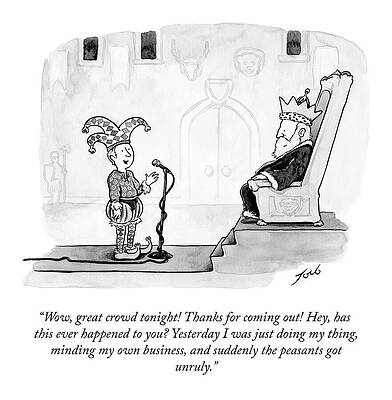 Torb
“Wow, great crowd tonight! Thanks for coming out! Hey, has
this ever happened to you? Yesterday I was just doing my thing,
minding my own business, and suddenly the peasants got
unruly.”